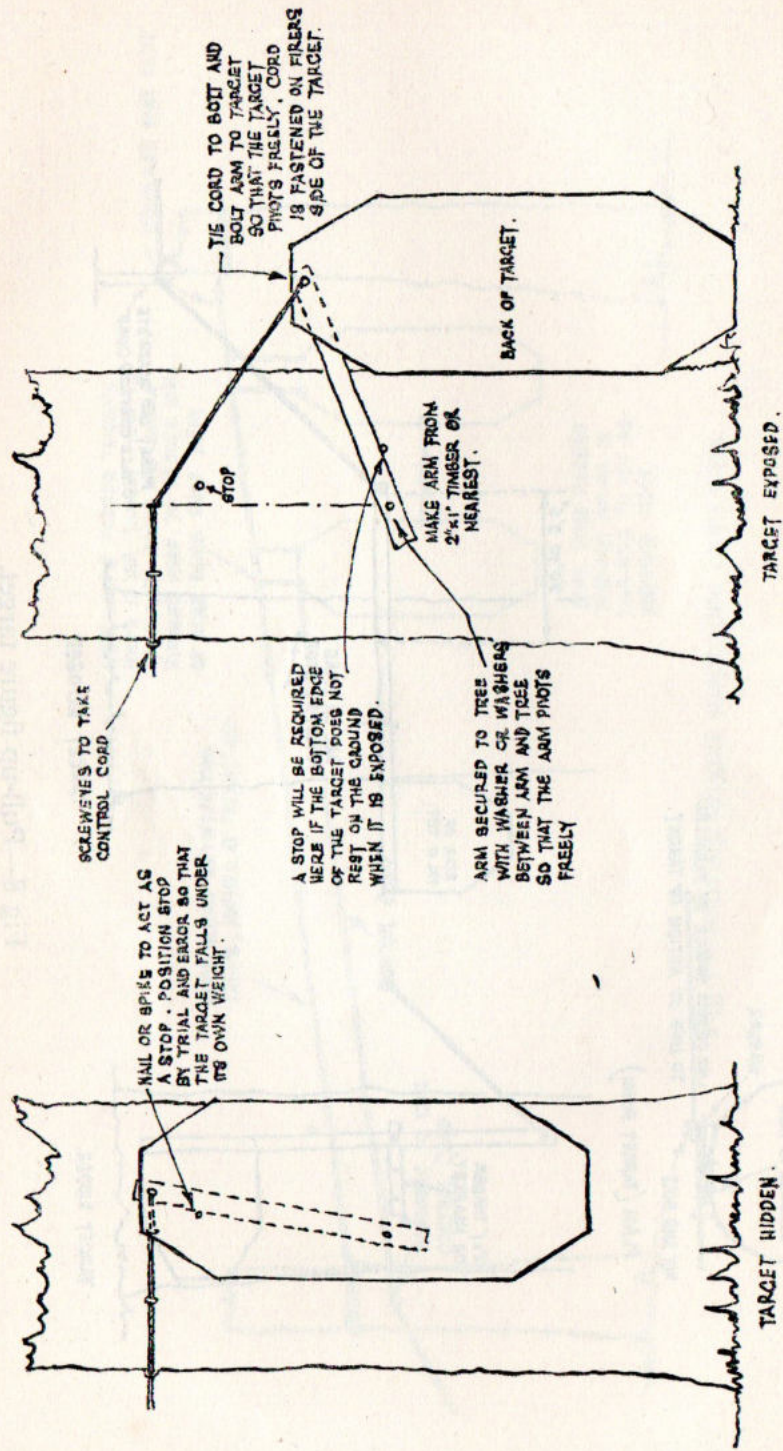 NAIL OR SPIKE TO ACT AS
A STOP. POSITION STOP
BY TRIAL AND ERROR SO THAT
THE TARGET FALLS UNDER
ITS OWN WEIGHT.
TARGET HIDDEN.
SCREWEYES TO TAKE
CONTROL CORD
STOP
A STOP WILL BE REQUIRED
HERE IF THE BOTTOM EDGE
OF THE TARGET DOES NOT
REST ON THE GROUND
WHEN IT IS EXPOSED.
ARM SECURED TO TREE
WITH WASHER OR WASHERS
BETWEEN ARM AND TREE
SO THAT THE ARM PIVOTS
FREELY
MAKE ARM FROM
2"x1" TIMBER OR
NEAREST.
TIE CORD TO BOLT AND
BOLT ARM TO TARGET
SO THAT THE TARGET
PIVOTS FREELY. CORD
IS FASTENED ON FIRERS
SIDE OF THE TARGET.
BACK OF TARGET.
TARGET EXPOSED.